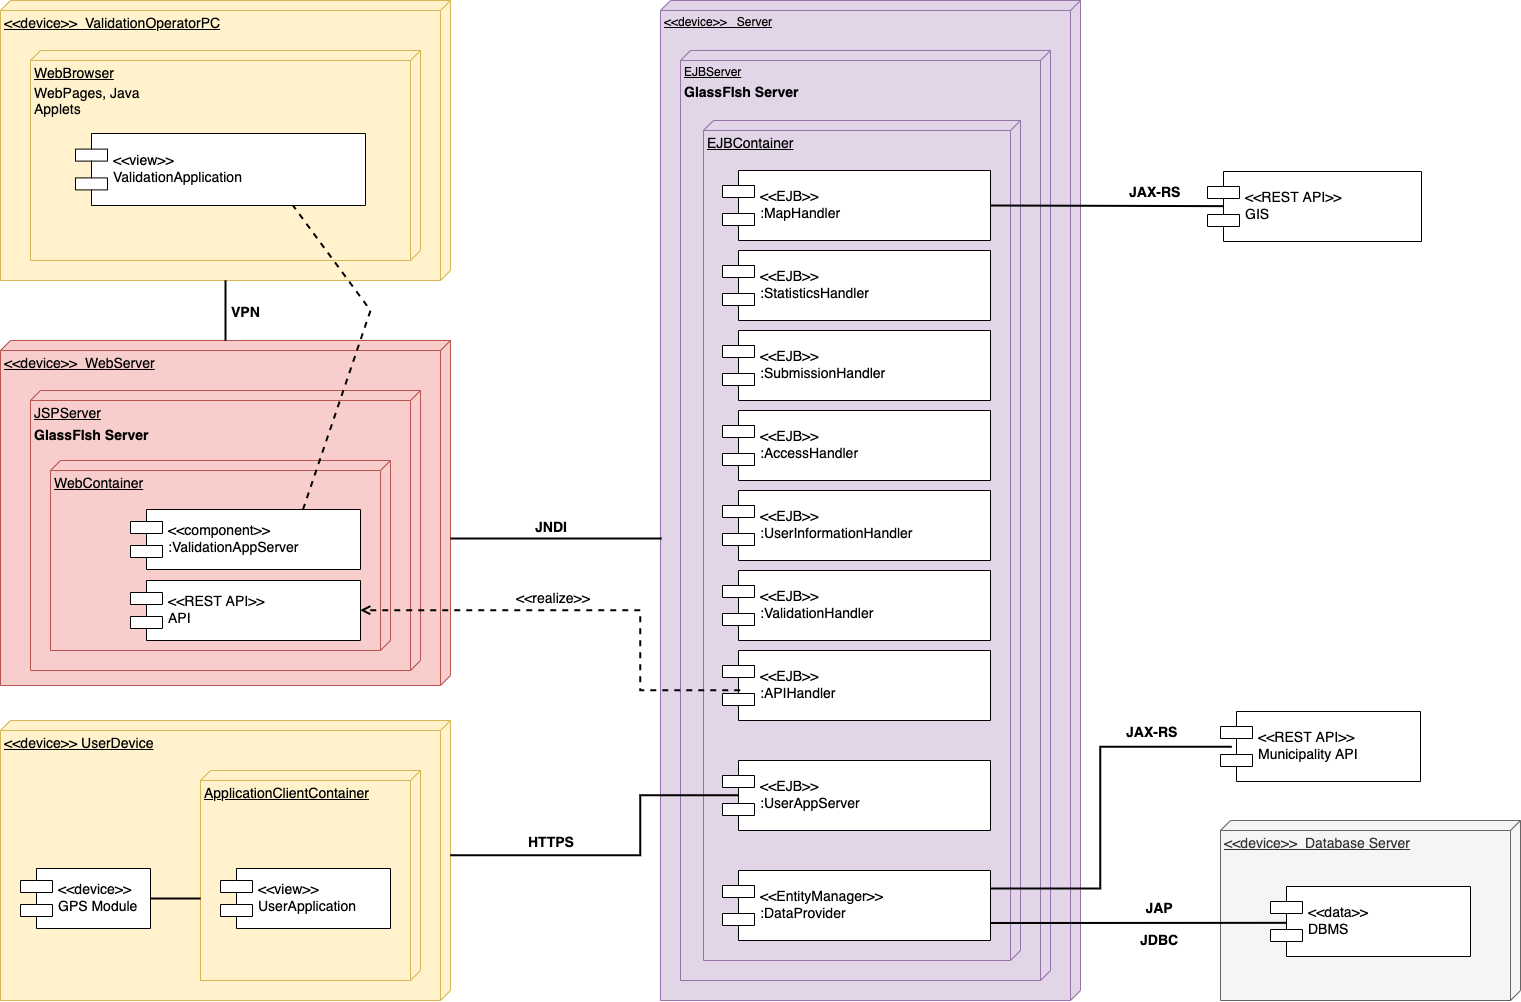 <<device>>  ValidationOperatorPC
WebBrowser
WebPages, Java
Applets
<<view>>
ValidationApplication
VPN
<<device>>  WebServer
JSPServer
GlassFIsh Server
WebContainer
<<component>>
:ValidationAppServer
<<REST API>>
API
<<device>> UserDevice
ApplicationClientContainer
<<device>>
GPS Module
<<view>>
UserApplication
JNDI
<<realize>>
HTTPS
<<device>>  Server
EJBServer
GlassFIsh Server
EJBContainer
<<EJB>>
:MapHandler
<<EJB>>
:StatisticsHandler
<<EJB>>
:SubmissionHandler
<<EJB>>
:AccessHandler
<<EJB>>
:UserInformationHandler
<<EJB>>
:ValidationHandler
<<EJB>>
:APIHandler
<<EJB>>
:UserAppServer
<<EntityManager>>
:DataProvider
JAX-RS
<<REST API>>
GIS
JAX-RS
<<REST API>>
Municipality API
JAP
JDBC
<<device>>  Database Server
<<data>>
DBMS